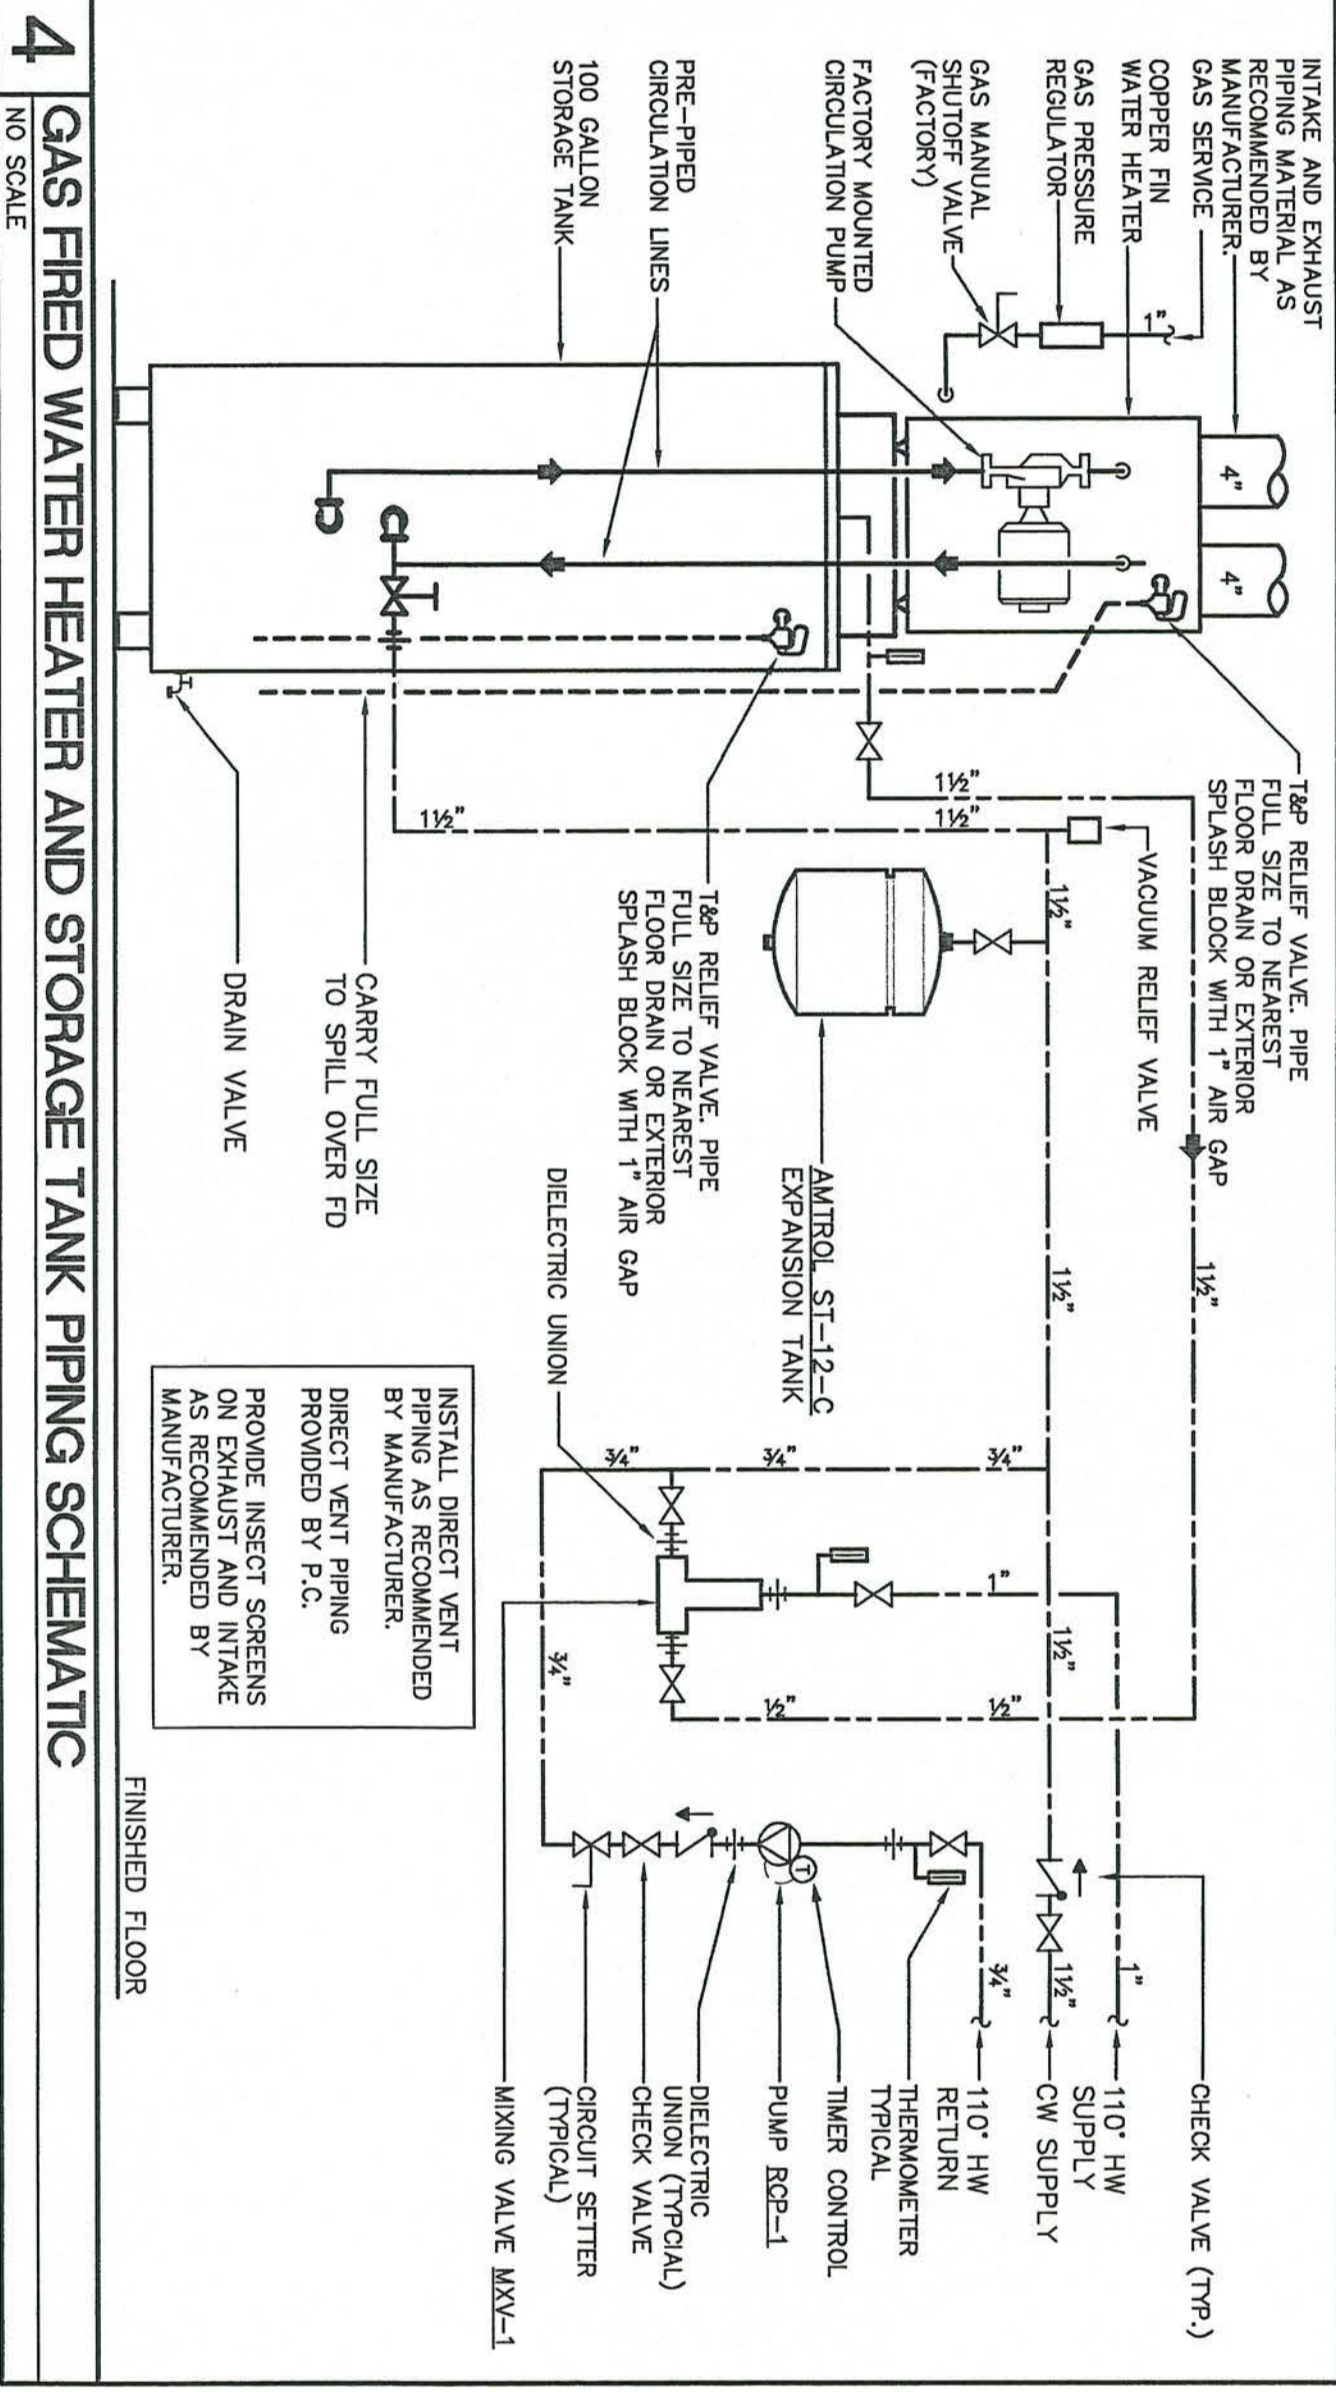 INTAKE AND EXHAUST
PIPING MATERIAL AS
RECOMMENDED BY
MANUFACTURER.
GAS SERVICE
COPPER FIN
WATER HEATER
GAS PRESSURE
REGULATOR
GAS MANUAL
SHUTOFF VALVE
(FACTORY)
FACTORY MOUNTED
CIRCULATION PUMP
PRE-PIPED
CIRCULATION LINES
100 GALLON
STORAGE TANK
1"
4"
4"
T&P RELIEF VALVE. PIPE
FULL SIZE TO NEAREST
FLOOR DRAIN OR EXTERIOR
SPLASH BLOCK WITH 1" AIR GAP
VACUUM RELIEF VALVE
1½"
1½"
1½"
1½"
1½"
1½"
1½"
1½"
AMTROL ST-12-C
EXPANSION TANK
T&P RELIEF VALVE. PIPE
FULL SIZE TO NEAREST
FLOOR DRAIN OR EXTERIOR
SPLASH BLOCK WITH 1" AIR GAP
DIELECTRIC UNION
CARRY FULL SIZE
TO SPILL OVER FD
DRAIN VALVE
¾"
¾"
¾"
¾"
¾"
1"
1"
½"
½"
T
CHECK VALVE (TYP.)
110° HW
SUPPLY
CW SUPPLY
110° HW
RETURN
THERMOMETER
TYPICAL
TIMER CONTROL
PUMP RCP-1
DIELECTRIC
UNION (TYPCIAL)
CHECK VALVE
CIRCUIT SETTER
(TYPICAL)
MIXING VALVE MXV-1
INSTALL DIRECT VENT
PIPING AS RECOMMENDED
BY MANUFACTURER.
DIRECT VENT PIPING
PROVIDED BY P.C.
PROVIDE INSECT SCREENS
ON EXHAUST AND INTAKE
AS RECOMMENDED BY
MANUFACTURER.
FINISHED FLOOR
4
GAS FIRED WATER HEATER AND STORAGE TANK PIPING SCHEMATIC
NO SCALE